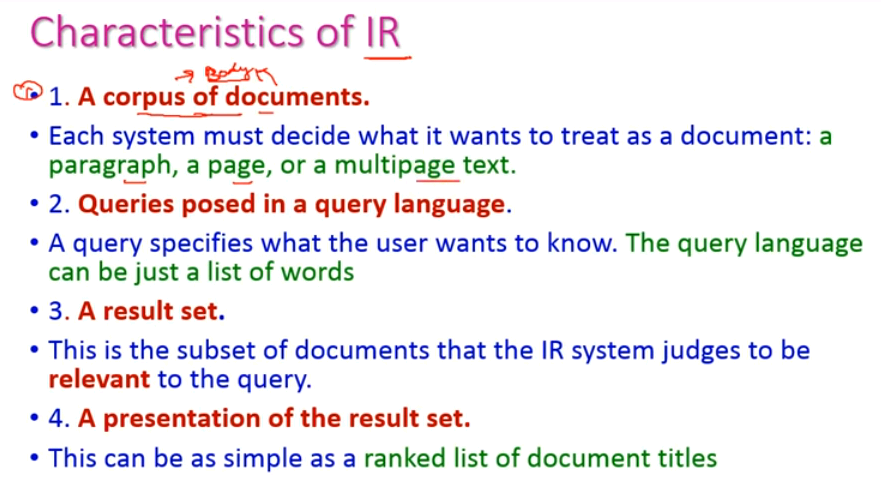 Characteristics of IR
• 1. A corpus of documents.
• Each system must decide what it wants to treat as a document: a
paragraph, a page, or a multipage text.
• 2. Queries posed in a query language.
• A query specifies what the user wants to know. The query language
can be just a list of words
• 3. A result set.
• This is the subset of documents that the IR system judges to be
relevant to the query.
• 4. A presentation of the result set.
• This can be as simple as a ranked list of document titles